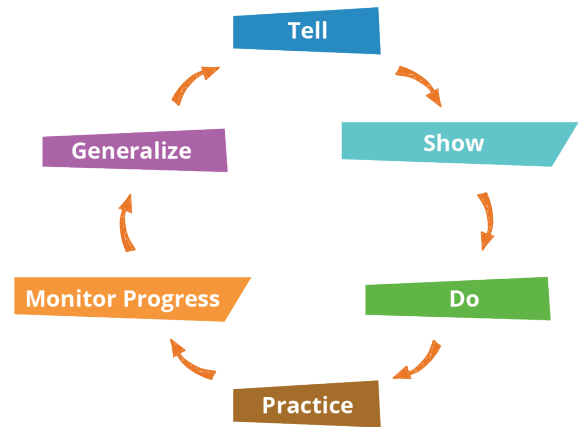 Tell
Show
Do
Practice
Monitor Progress
Generalize